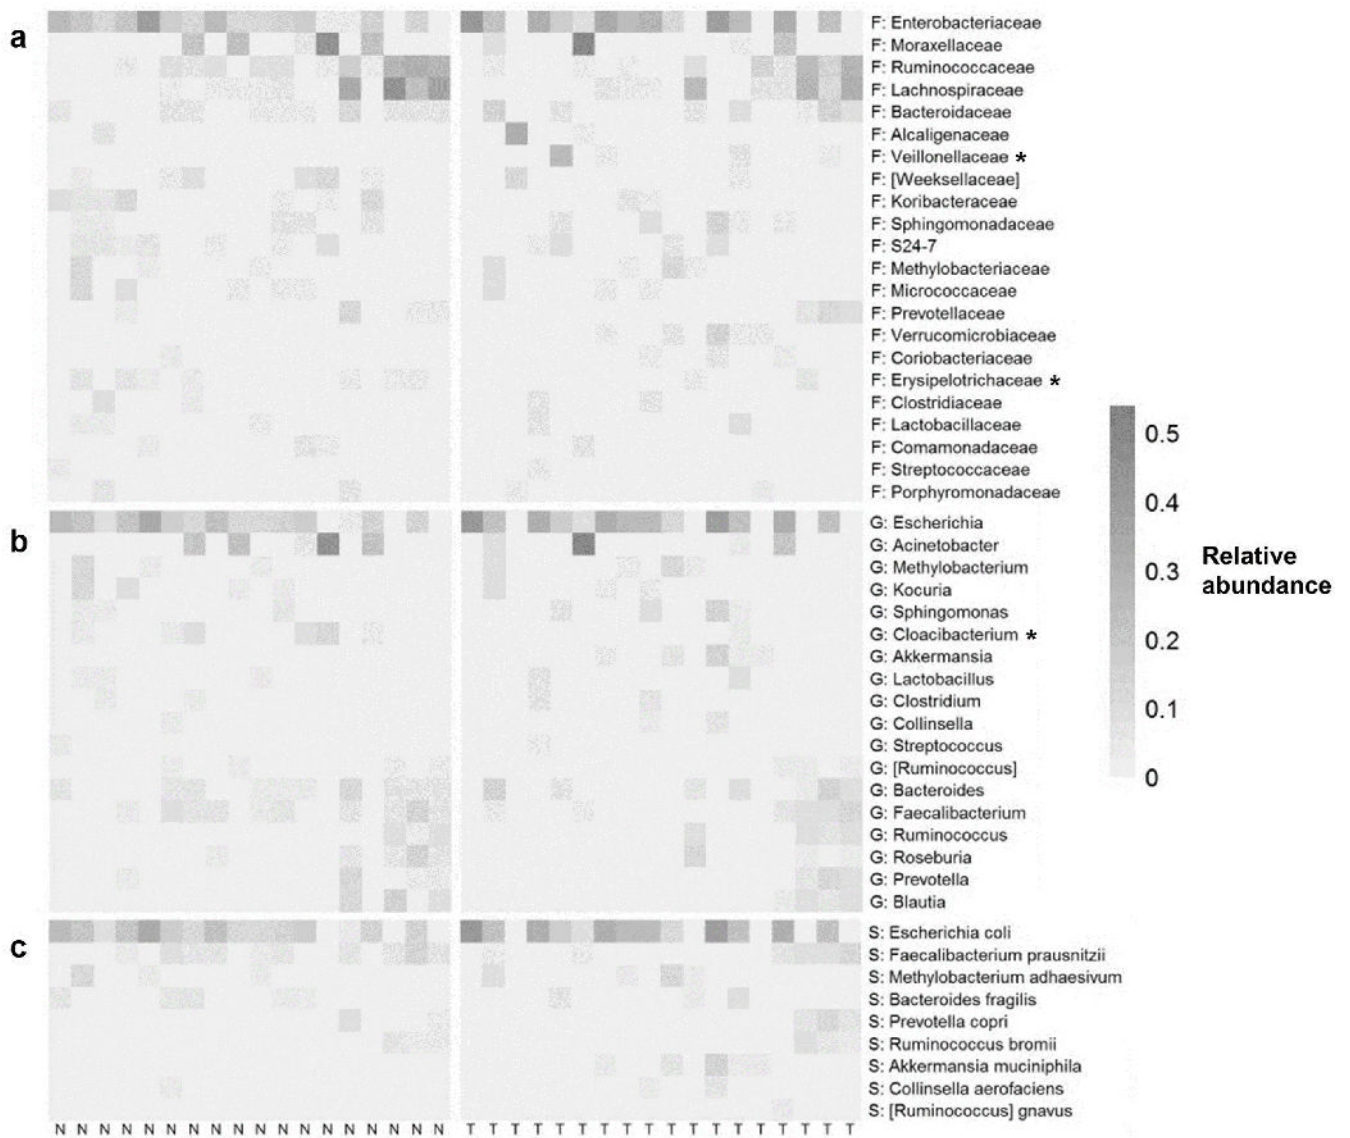 a
F: Enterobacteriaceae
F: Moraxellaceae
F: Ruminococcaceae
F: Lachnospiraceae
F: Bacteroidaceae
F: Alcaligenaceae
F: Veillonellaceae *
F: [Weeksellaceae]
F: Koribacteraceae
F: Sphingomonadaceae
F: S24-7
F: Methylobacteriaceae
F: Micrococcaceae
F: Prevotellaceae
F: Verrucomicrobiaceae
F: Coriobacteriaceae
F: Erysipelotrichaceae *
F: Clostridiaceae
F: Lactobacillaceae
F: Comamonadaceae
F: Streptococcaceae
F: Porphyromonadaceae
b
G: Escherichia
G: Acinetobacter
G: Methylobacterium
G: Kocuria
G: Sphingomonas
G: Cloacibacterium *
G: Akkermansia
G: Lactobacillus
G: Clostridium
G: Collinsella
G: Streptococcus
G: [Ruminococcus]
G: Bacteroides
G: Faecalibacterium
G: Ruminococcus
G: Roseburia
G: Prevotella
G: Blautia
c
S: Escherichia coli
S: Faecalibacterium prausnitzii
S: Methylobacterium adhaesivum
S: Bacteroides fragilis
S: Prevotella copri
S: Ruminococcus bromii
S: Akkermansia muciniphila
S: Collinsella aerofaciens
S: [Ruminococcus] gnavus
N N N N N N N N N N N N N N N N N N T T T T T T T T T T T T T T T T T T
0.5
0.4
0.3
0.2
0.1
0
Relative
abundance